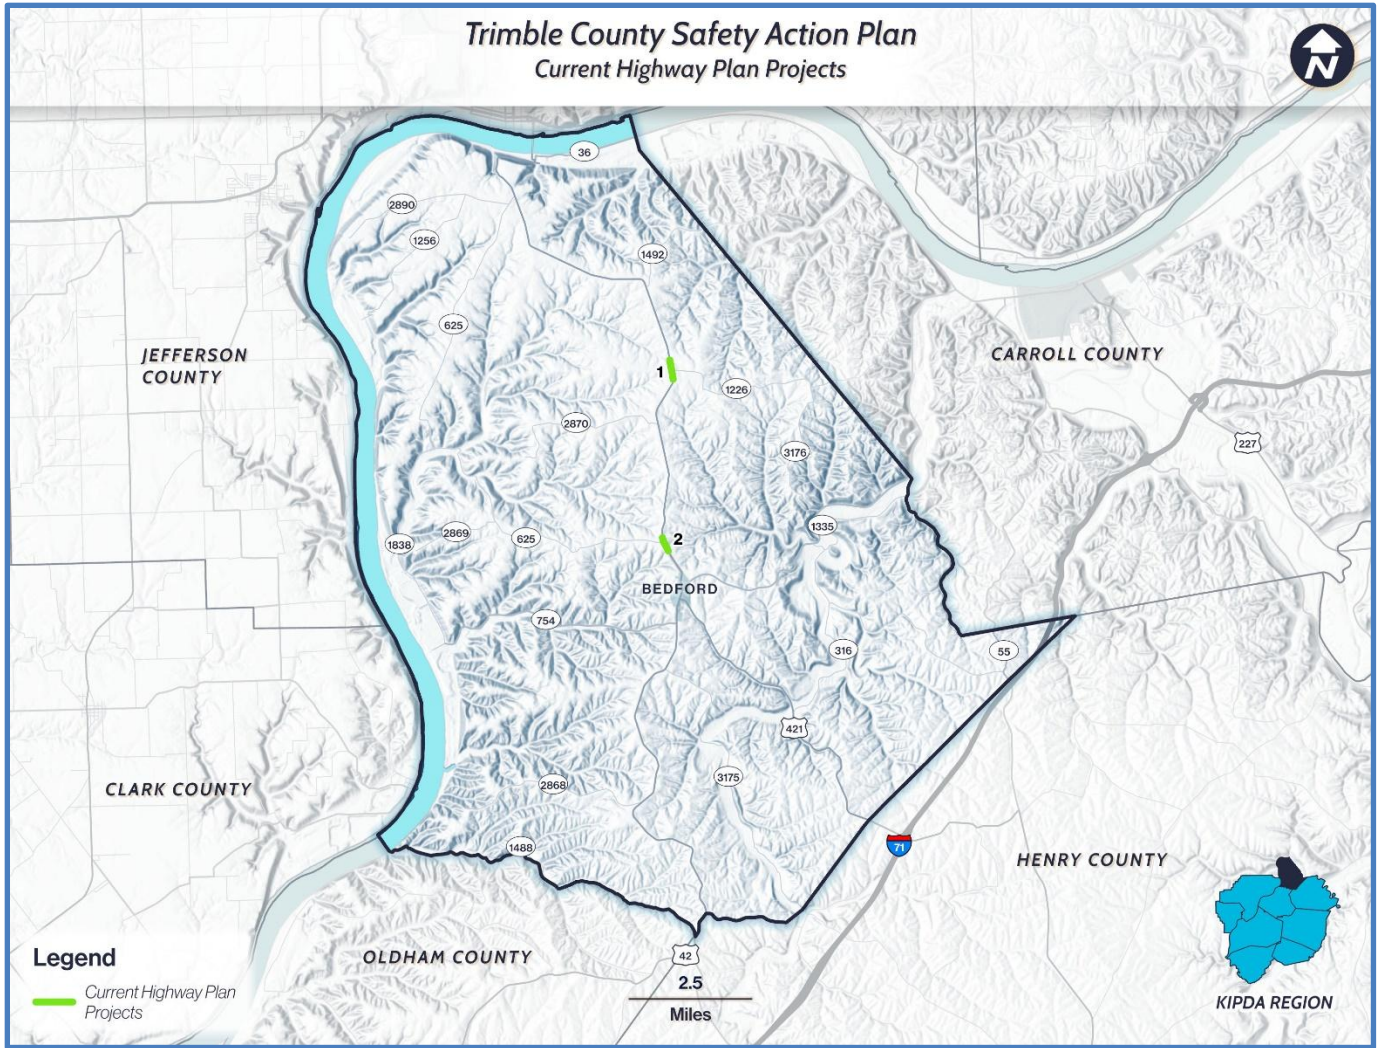 Trimble County Safety Action Plan
Current Highway Plan Projects
N
36
2890
1256
1492
625
JEFFERSON
COUNTY
CARROLL COUNTY
1
1226
2870
227
3176
1335
2869
625
1838
2
BEDFORD
754
316
55
421
3175
2868
CLARK COUNTY
1488
71
HENRY COUNTY
Legend
Current Highway Plan
Projects
OLDHAM COUNTY
42
2.5
Miles
KIPDA REGION